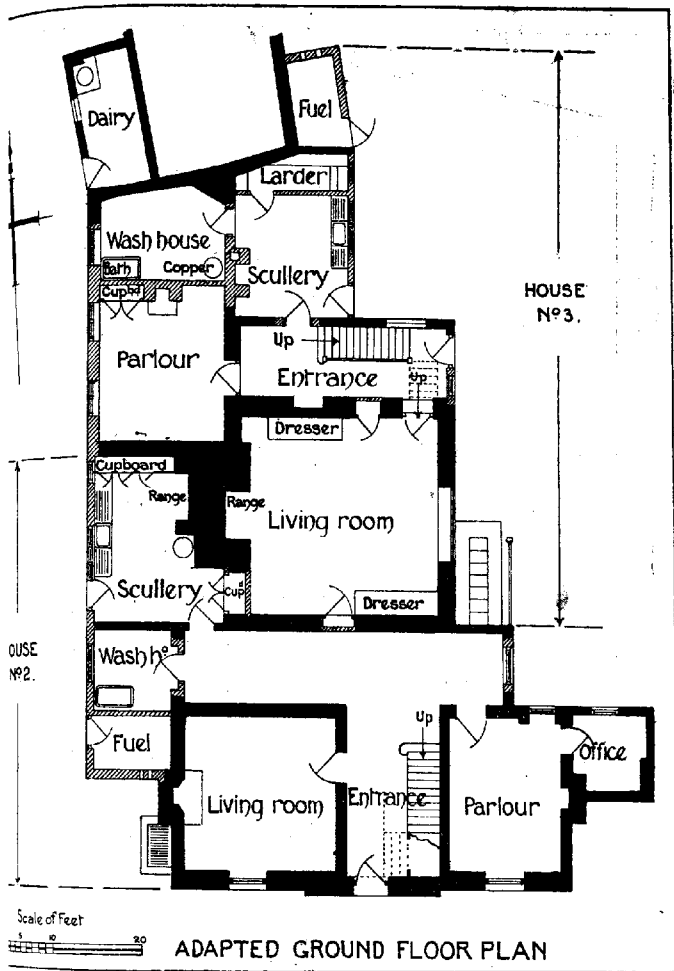 Dairy
Fuel
Larder
Wash house
Bath
Copper
Scullery
Cupbd
HOUSE
Nº3.
Up
Parlour
Entrance
Up
Dresser
Cupboard
Range
Range
Living room
Scullery
Cupd
Dresser
OUSE
Nº2.
Wash ho
Fuel
Up
Office
Living room
Entrance
Parlour
Scale of Feet
5 10 20
ADAPTED GROUND FLOOR PLAN